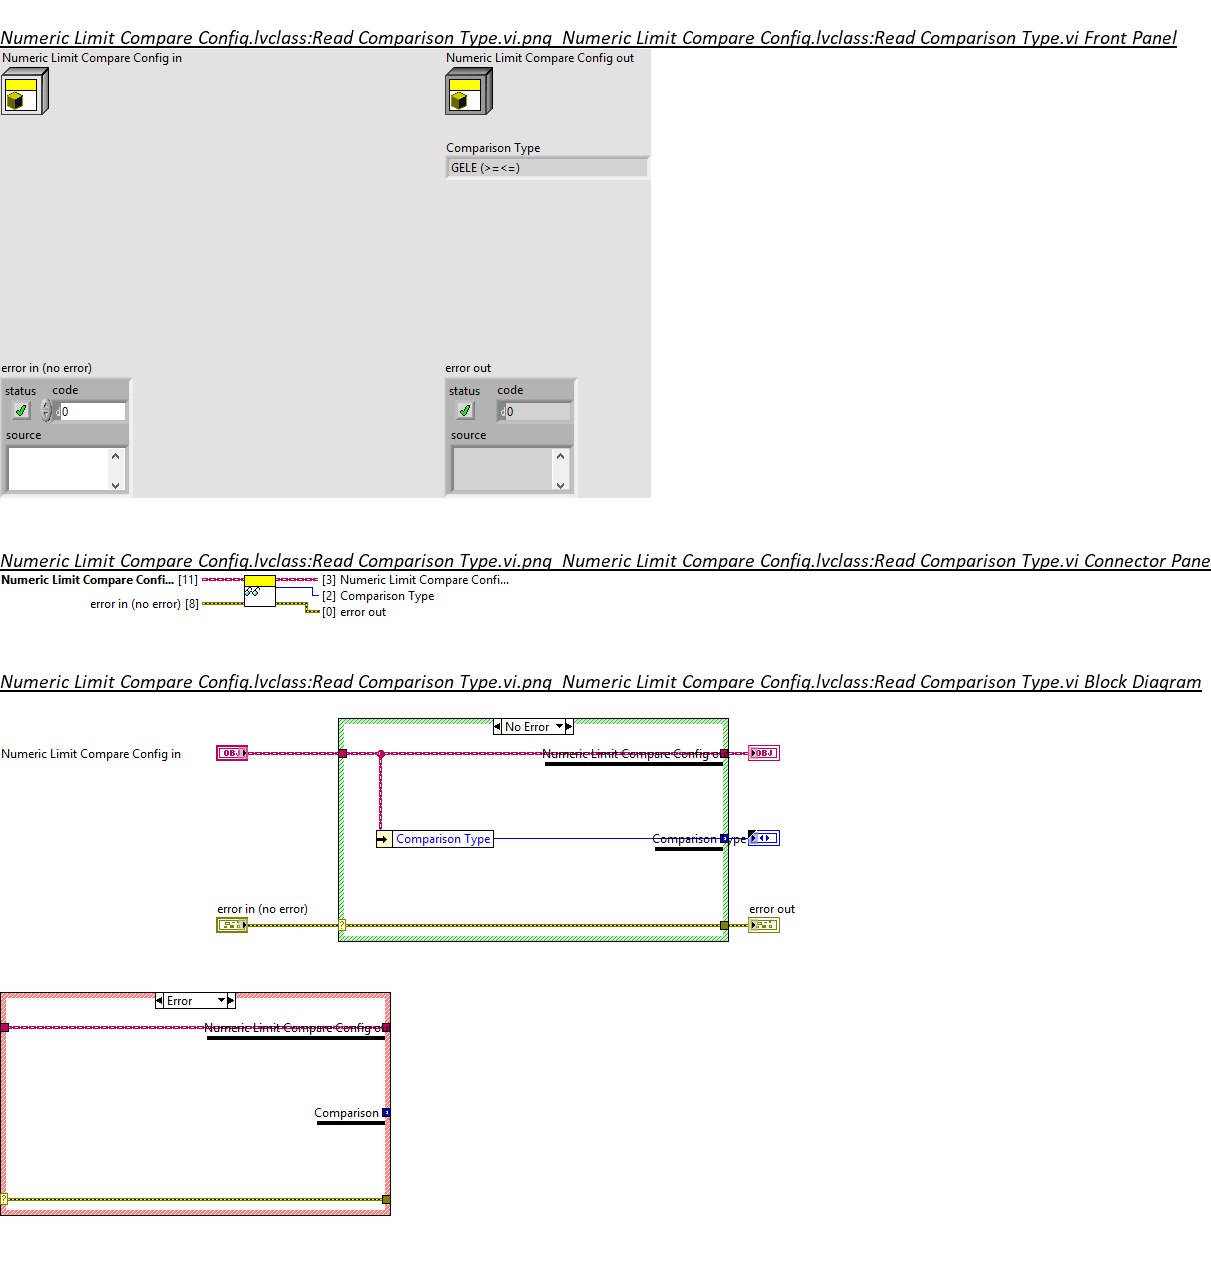 Numeric Limit Compare Config.lvclass:Read Comparison Type.vi.png Numeric Limit Compare Config.lvclass:Read Comparison Type.vi Front Panel
Numeric Limit Compare Config in
Numeric Limit Compare Config out
Comparison Type
GELE (>=<=)
error in (no error)
error out
status code
status code
d 0
d 0
source
source
Numeric Limit Compare Config.lvclass:Read Comparison Type.vi.png Numeric Limit Compare Config.lvclass:Read Comparison Type.vi Connector Pane
Numeric Limit Compare Confi... [11]
[3] Numeric Limit Compare Confi...
[2] Comparison Type
error in (no error) [8]
[0] error out
Numeric Limit Compare Config.lvclass:Read Comparison Type.vi.png Numeric Limit Compare Config.lvclass:Read Comparison Type.vi Block Diagram
No Error
Numeric Limit Compare Config in
OBJ
Numeric Limit Compare Config o
OBJ
Comparison Type
Comparison Type
error in (no error)
error out
?
Error
Numeric Limit Compare Config o
Comparison
?